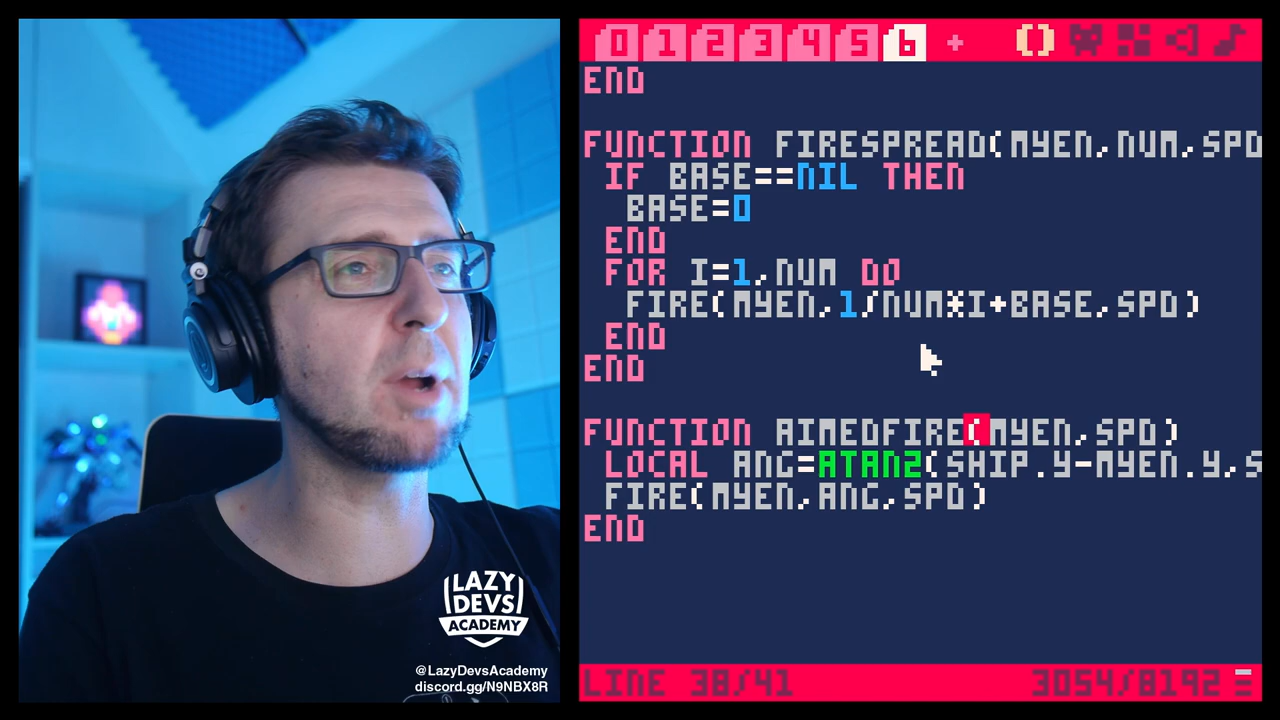 LAZY
DEVS
ACADEMY
@LazyDevsAcademy
discord.gg/N9NBX8R
0 1 2 3 4 5 6 + ()
END
FUNCTION FIRESPREAD(MYEN,NUM,SPD
IF BASE==NIL THEN
BASE=0
END
FOR I=1,NUM DO
FIRE(MYEN,1/NUM*I+BASE,SPD)
END
END
FUNCTION AIMEDFIRE(MYEN,SPD)
LOCAL ANG=ATAN2(SHIP.Y-MYEN.Y,S
FIRE(MYEN,ANG,SPD)
END
LINE 38/41 3054/8192